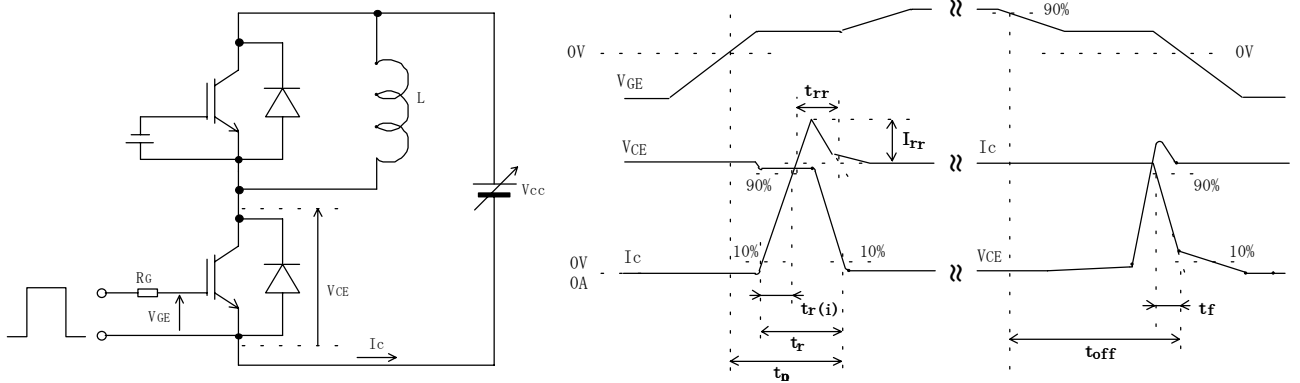 L
Vcc
RG
VGE
VCE
Ic
0V
VGE
90%
0V
trr
Irr
VCE
90%
Ic
90%
Ic
10%
10%
0V
0A
VCE
10%
tr(i)
tr
tf
toff